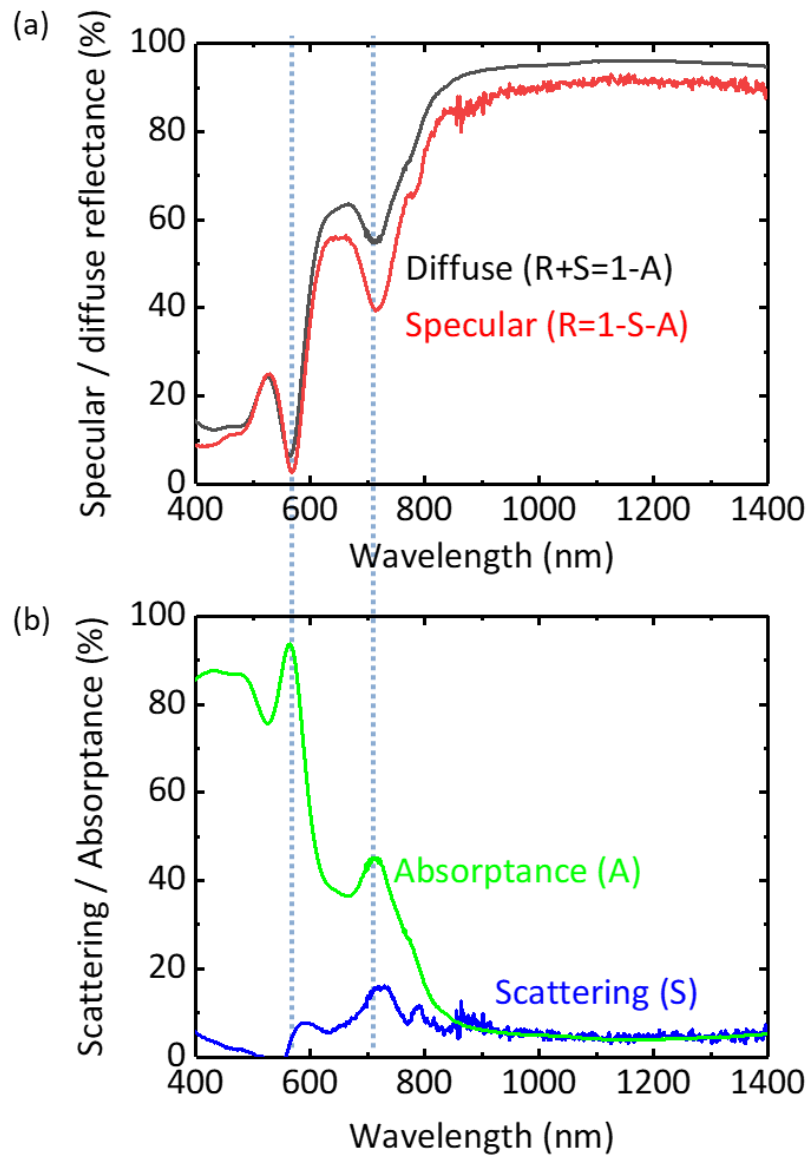 (a)
Specular / diffuse reflectance (%)
100
80
60
40
20
0
Diffuse (R+S=1-A)
Specular (R=1-S-A)
400 600 800 1000 1200 1400
Wavelength (nm)
(b)
Scattering / Absorptance (%)
100
80
60
40
20
0
Absorptance (A)
Scattering (S)
400 600 800 1000 1200 1400
Wavelength (nm)